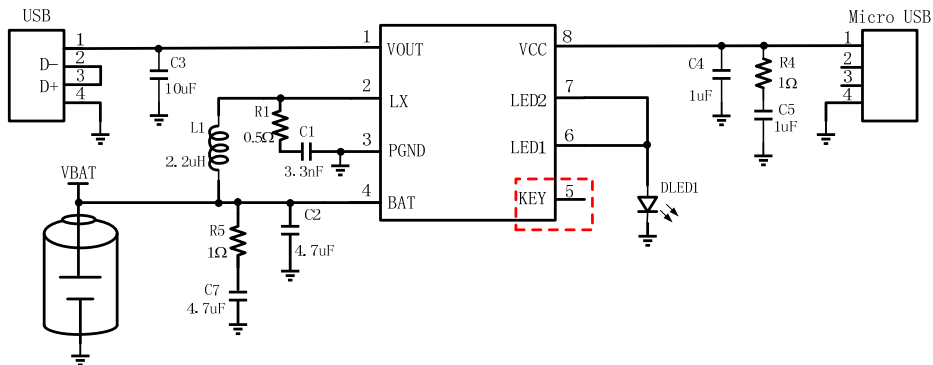 USB
Micro USB
1
D-
2
D+
3
4
C3
10uF
1
VOUT
2
LX
3
PGND
4
BAT
8
VCC
7
LED2
6
LED1
5
KEY
L1
2.2uH
R1
0.5Ω
C1
3.3nF
VBAT
R5
1Ω
C7
4.7uF
C2
4.7uF
C4
1uF
R4
1Ω
C5
1uF
DLED1
1
2
3
4